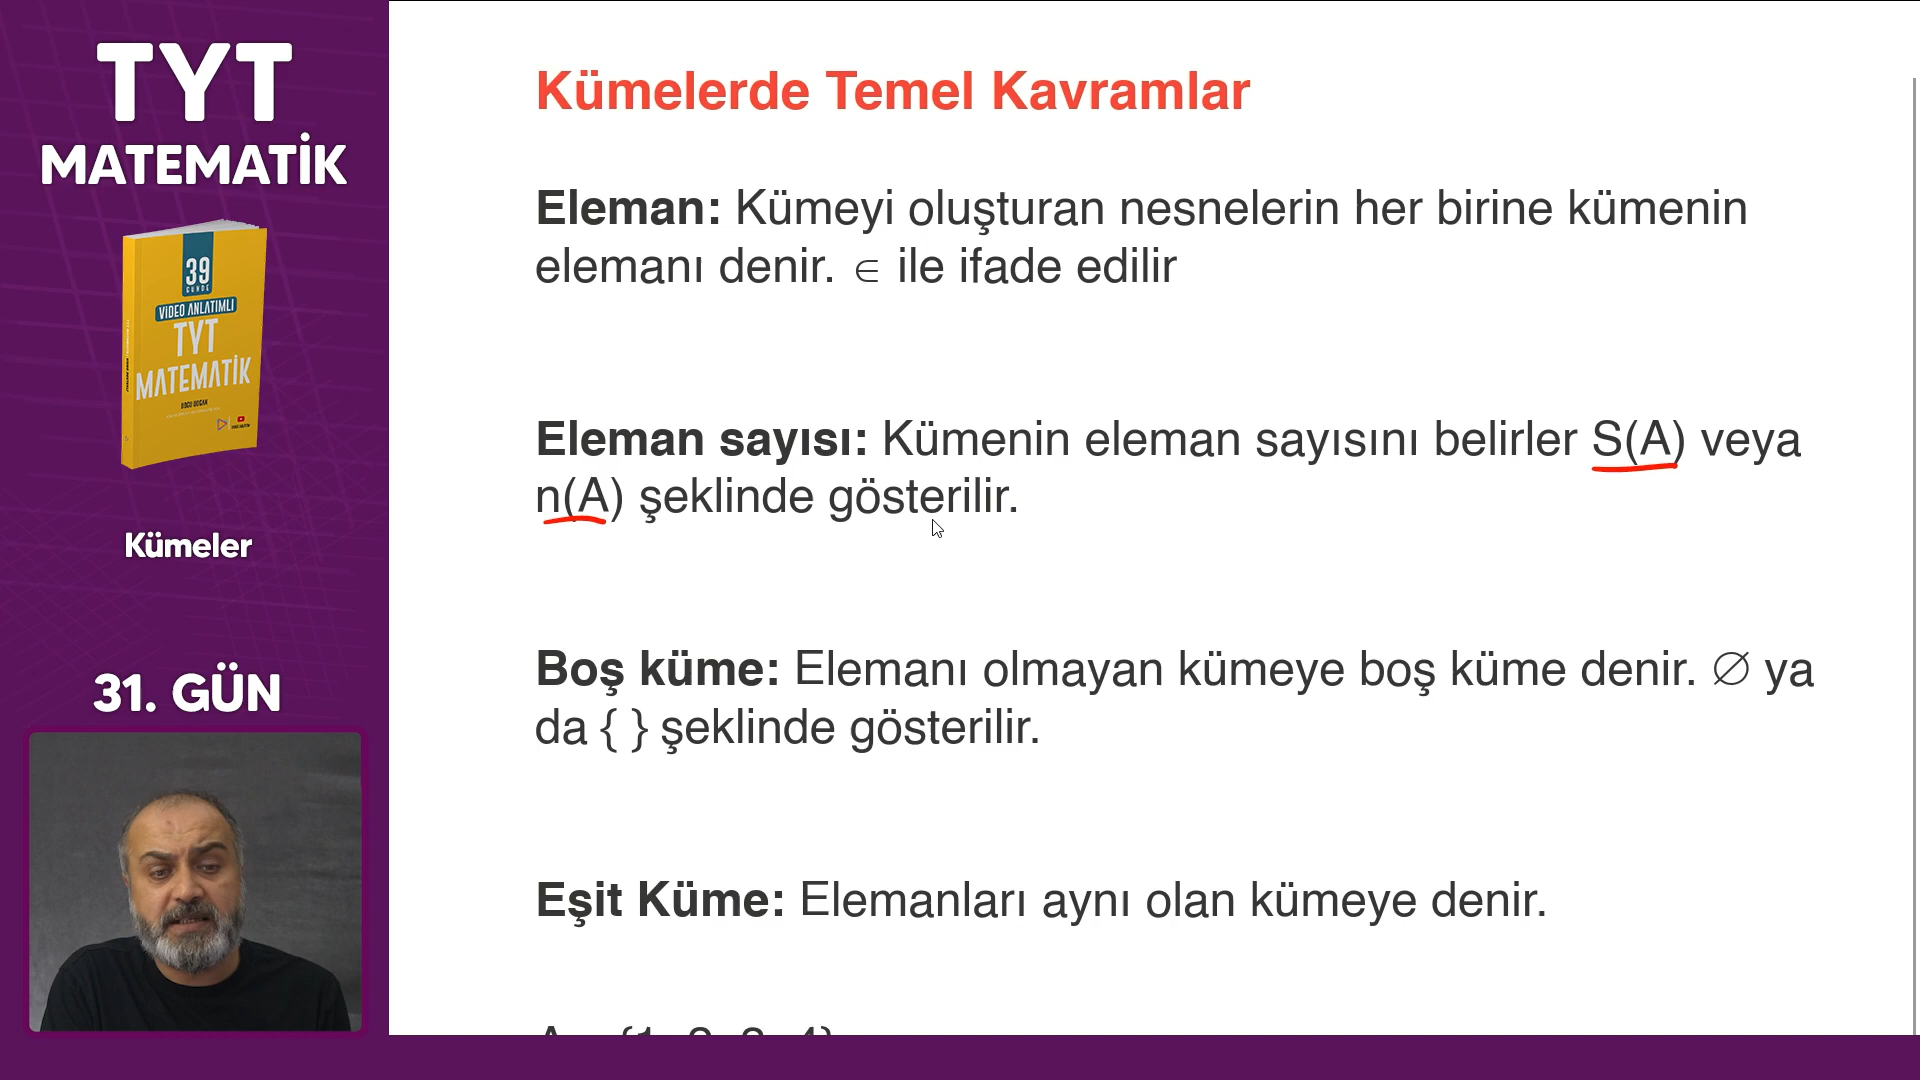 TYT
MATEMATİK
39
GÜNDE
VİDEO ANLATIMLI
TYT
MATEMATİK
Kümeler
31. GÜN
Kümelerde Temel Kavramlar
Eleman: Kümeyi oluşturan nesnelerin her birine kümenin
elemanı denir. ∈ ile ifade edilir
Eleman sayısı: Kümenin eleman sayısını belirler S(A) veya
n(A) şeklinde gösterilir.
Boş küme: Elemanı olmayan kümeye boş küme denir. ∅ ya
da { } şeklinde gösterilir.
Eşit Küme: Elemanları aynı olan kümeye denir.